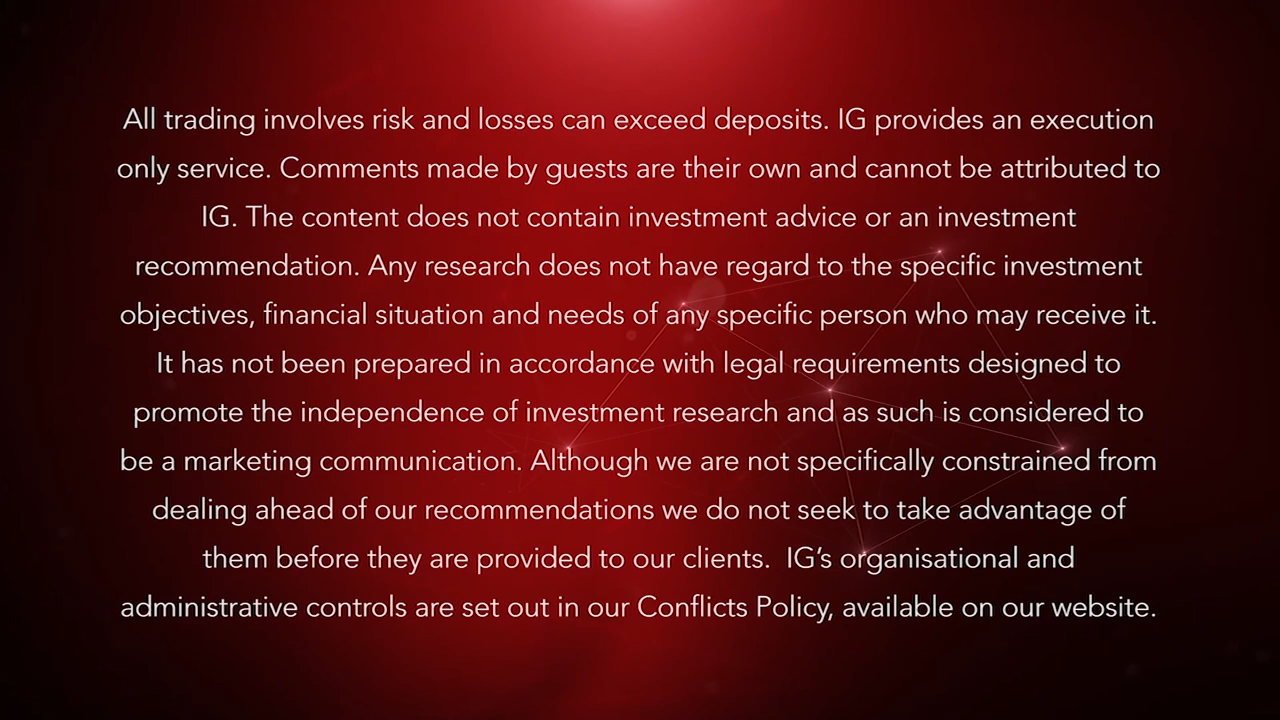 All trading involves risk and losses can exceed deposits. IG provides an execution
only service. Comments made by guests are their own and cannot be attributed to
IG. The content does not contain investment advice or an investment
recommendation. Any research does not have regard to the specific investment
objectives, financial situation and needs of any specific person who may receive it.
It has not been prepared in accordance with legal requirements designed to
promote the independence of investment research and as such is considered to
be a marketing communication. Although we are not specifically constrained from
dealing ahead of our recommendations we do not seek to take advantage of
them before they are provided to our clients.  IG’s organisational and
administrative controls are set out in our Conflicts Policy, available on our website.